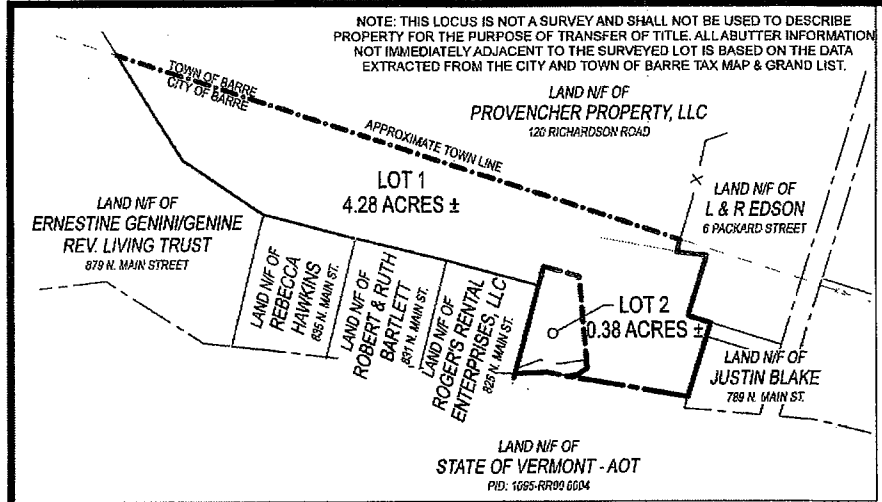 NOTE: THIS LOCUS IS NOT A SURVEY AND SHALL NOT BE USED TO DESCRIBE
PROPERTY FOR THE PURPOSE OF TRANSFER OF TITLE. ALL ABUTTER INFORMATION
NOT IMMEDIATELY ADJACENT TO THE SURVEYED LOT IS BASED ON THE DATA
EXTRACTED FROM THE CITY AND TOWN OF BARRE TAX MAP & GRAND LIST.
TOWN OF BARRE
CITY OF BARRE
APPROXIMATE TOWN LINE
LAND N/F OF
PROVENCHER PROPERTY, LLC
120 RICHARDSON ROAD
LOT 1
4.28 ACRES ±
LAND N/F OF
L & R EDSON
6 PACKARD STREET
LAND N/F OF
ERNESTINE GENINI/GENINE
REV. LIVING TRUST
879 N. MAIN STREET
LAND N/F OF
REBECCA
HAWKINS
835 N. MAIN ST.
LAND N/F OF
ROBERT & RUTH
BARTLETT
831 N. MAIN ST.
LAND N/F OF
ROGER'S RENTAL
ENTERPRISES, LLC
825 N. MAIN ST.
LOT 2
0.38 ACRES ±
LAND N/F OF
JUSTIN BLAKE
789 N. MAIN ST.
LAND N/F OF
STATE OF VERMONT - AOT
PID: 1095-RR00 0004